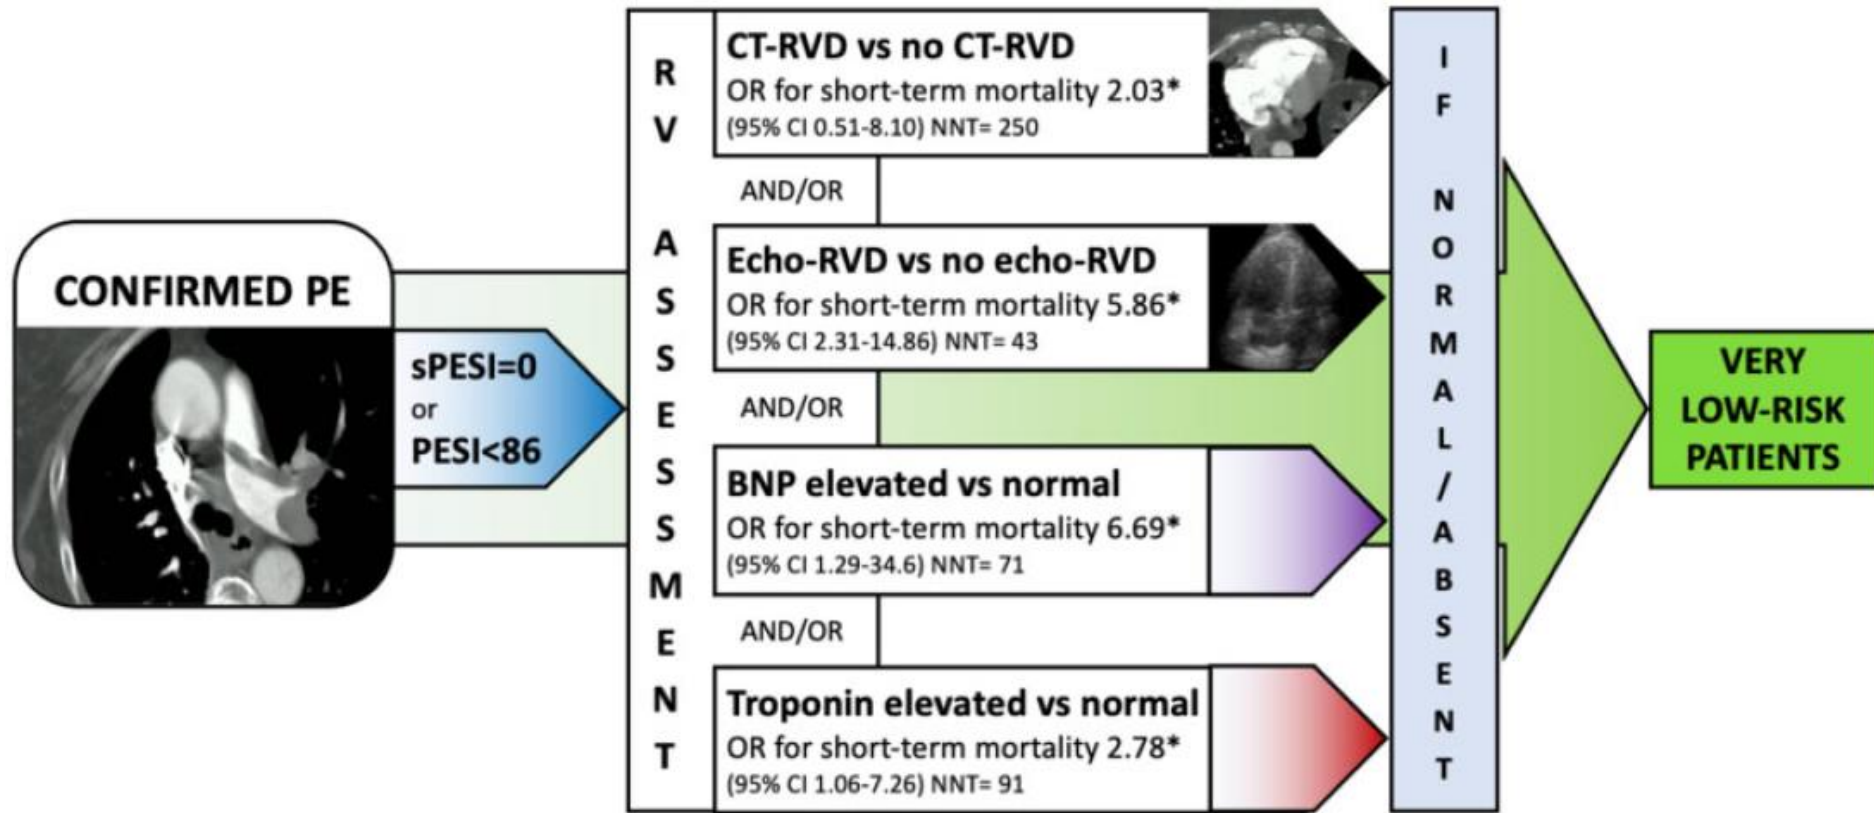 CONFIRMED PE
sPESI=0
or
PESI<86
RV ASSESSMENT
CT-RVD vs no CT-RVD
OR for short-term mortality 2.03*
(95% CI 0.51-8.10) NNT= 250
AND/OR
Echo-RVD vs no echo-RVD
OR for short-term mortality 5.86*
(95% CI 2.31-14.86) NNT= 43
AND/OR
BNP elevated vs normal
OR for short-term mortality 6.69*
(95% CI 1.29-34.6) NNT= 71
AND/OR
Troponin elevated vs normal
OR for short-term mortality 2.78*
(95% CI 1.06-7.26) NNT= 91
IF NORMAL/ABSENT
VERY
LOW-RISK
PATIENTS